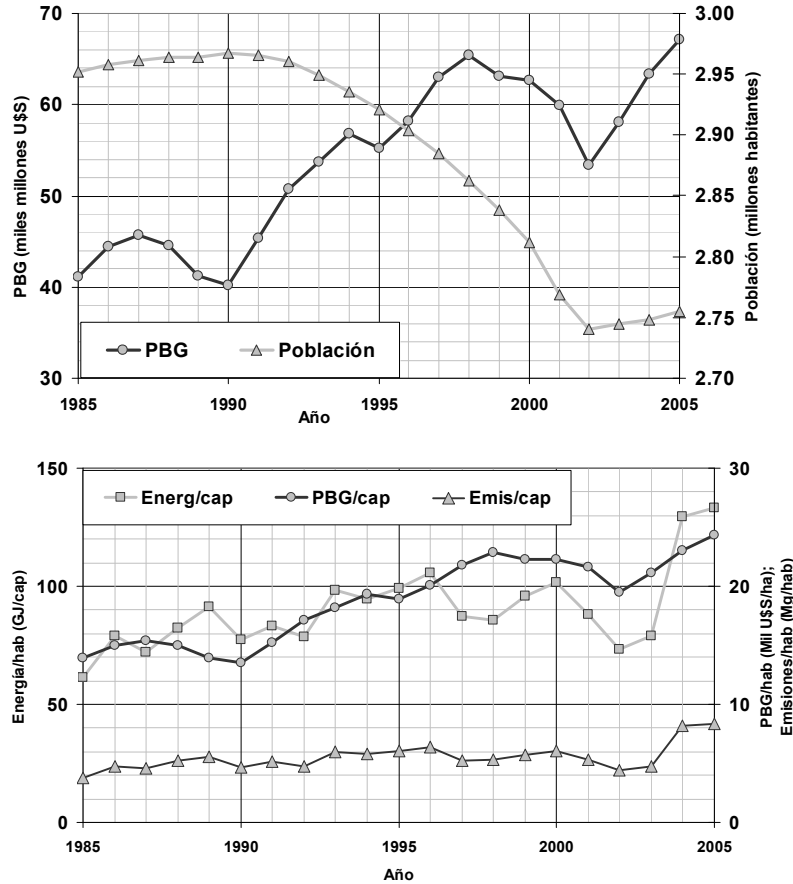 70
60
50
40
30
PBG (miles millones U$S)
3.00
2.95
2.90
2.85
2.80
2.75
2.70
Población (millones habitantes)
PBG
Población
1985
1990
1995
2000
2005
Año
150
100
50
0
Energía/hab (GJ/cap)
30
20
10
0
PBG/hab (Mil U$S/ha);
Emisiones/hab (Mg/hab)
Energ/cap
PBG/cap
Emis/cap
1985
1990
1995
2000
2005
Año